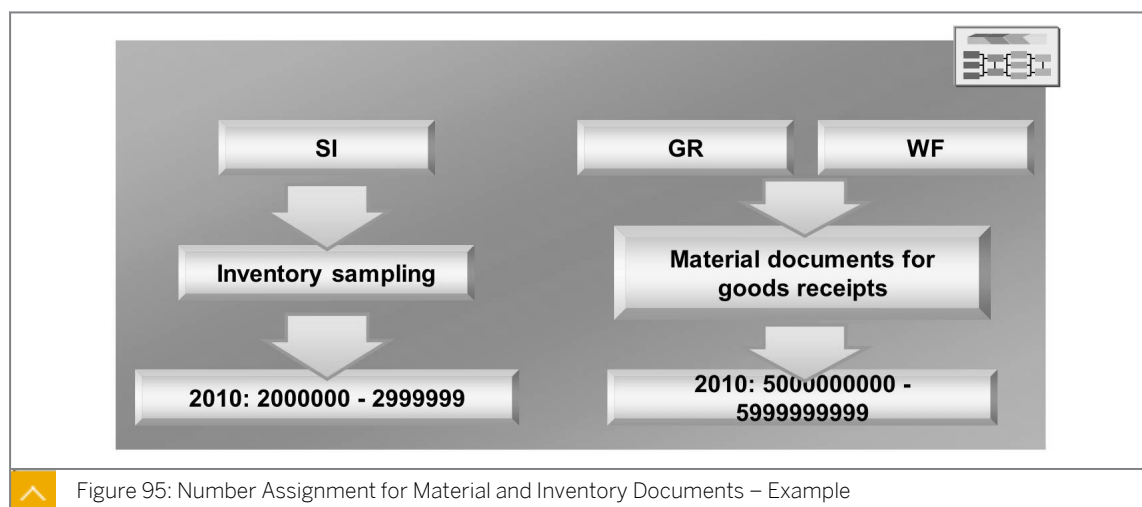 SI
GR
WF
Inventory sampling
Material documents for
goods receipts
2010: 2000000 - 2999999
2010: 5000000000 -
5999999999
Figure 95: Number Assignment for Material and Inventory Documents – Example